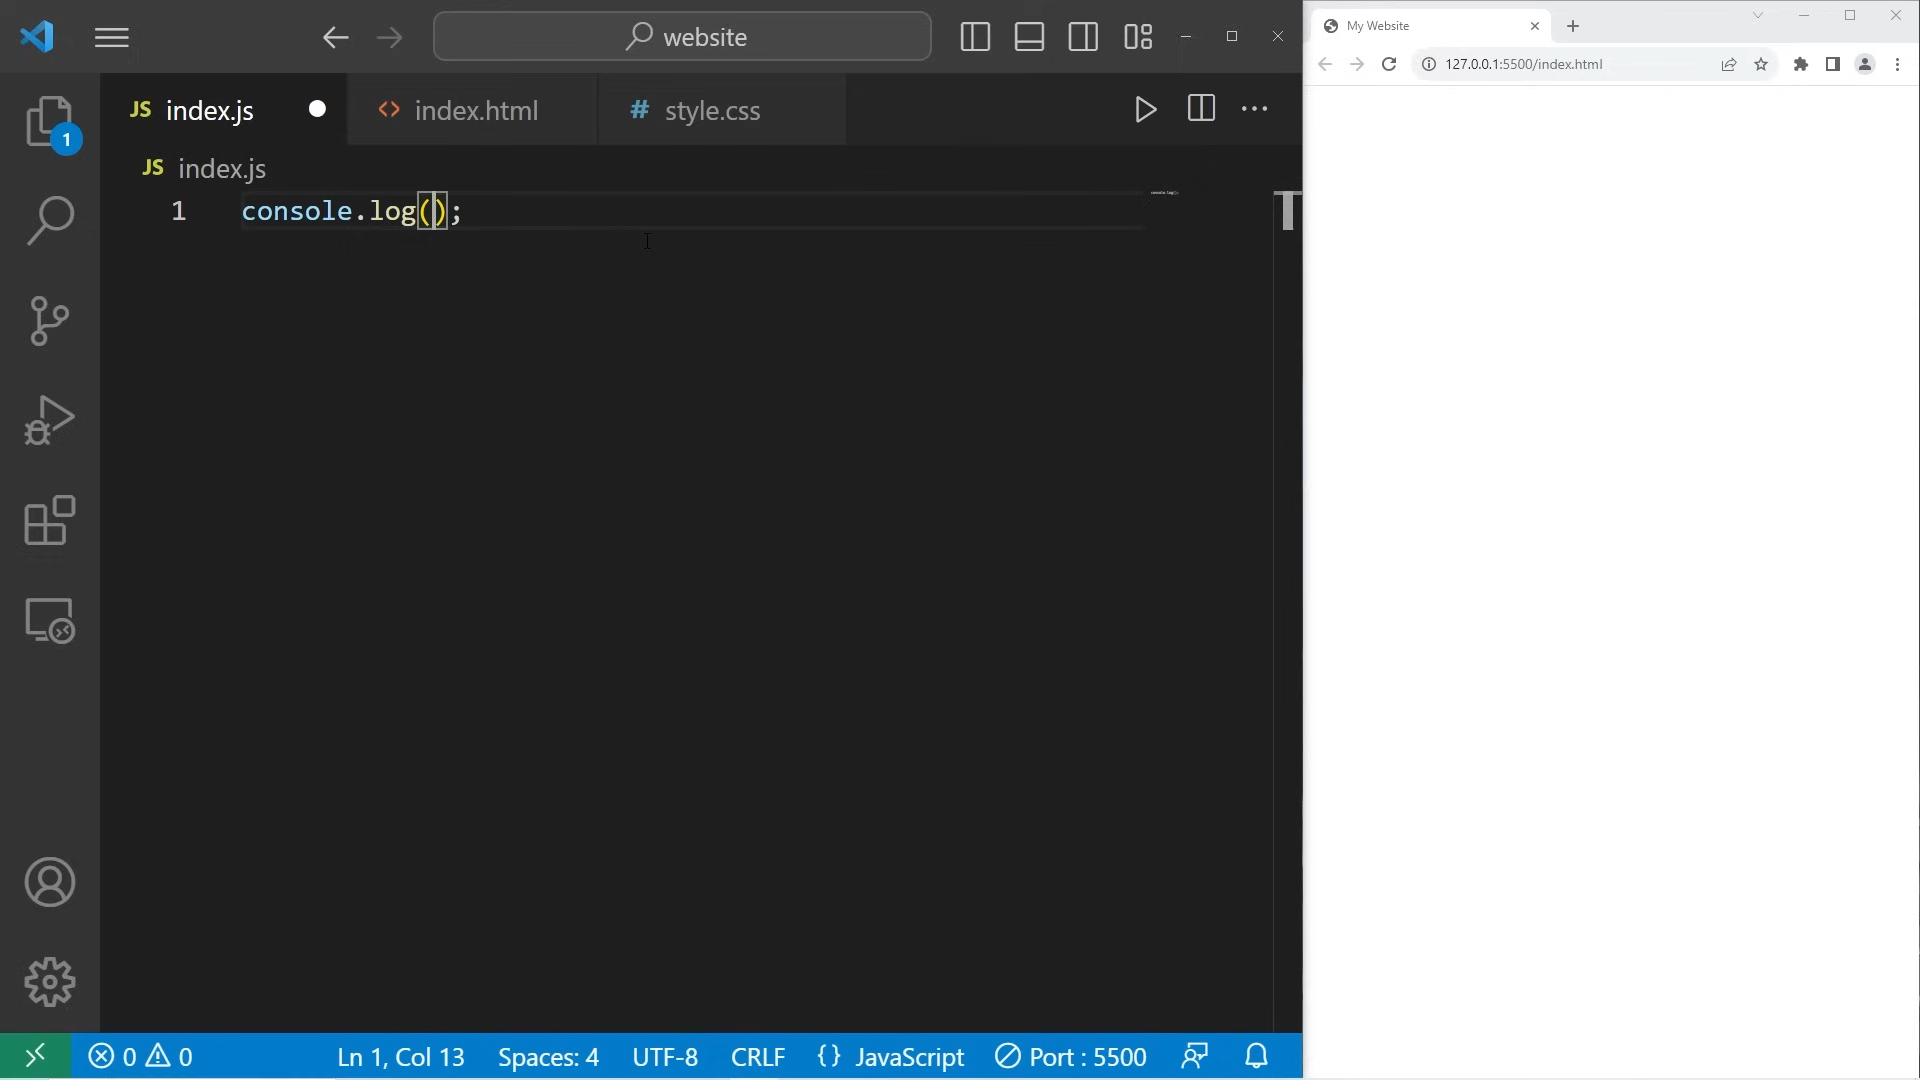 website
My Website
127.0.0.1:5500/index.html
JS index.js
<> index.html
# style.css
1
JS index.js
1 console.log();
0 0
Ln 1, Col 13
Spaces: 4
UTF-8
CRLF
{} JavaScript
Port : 5500